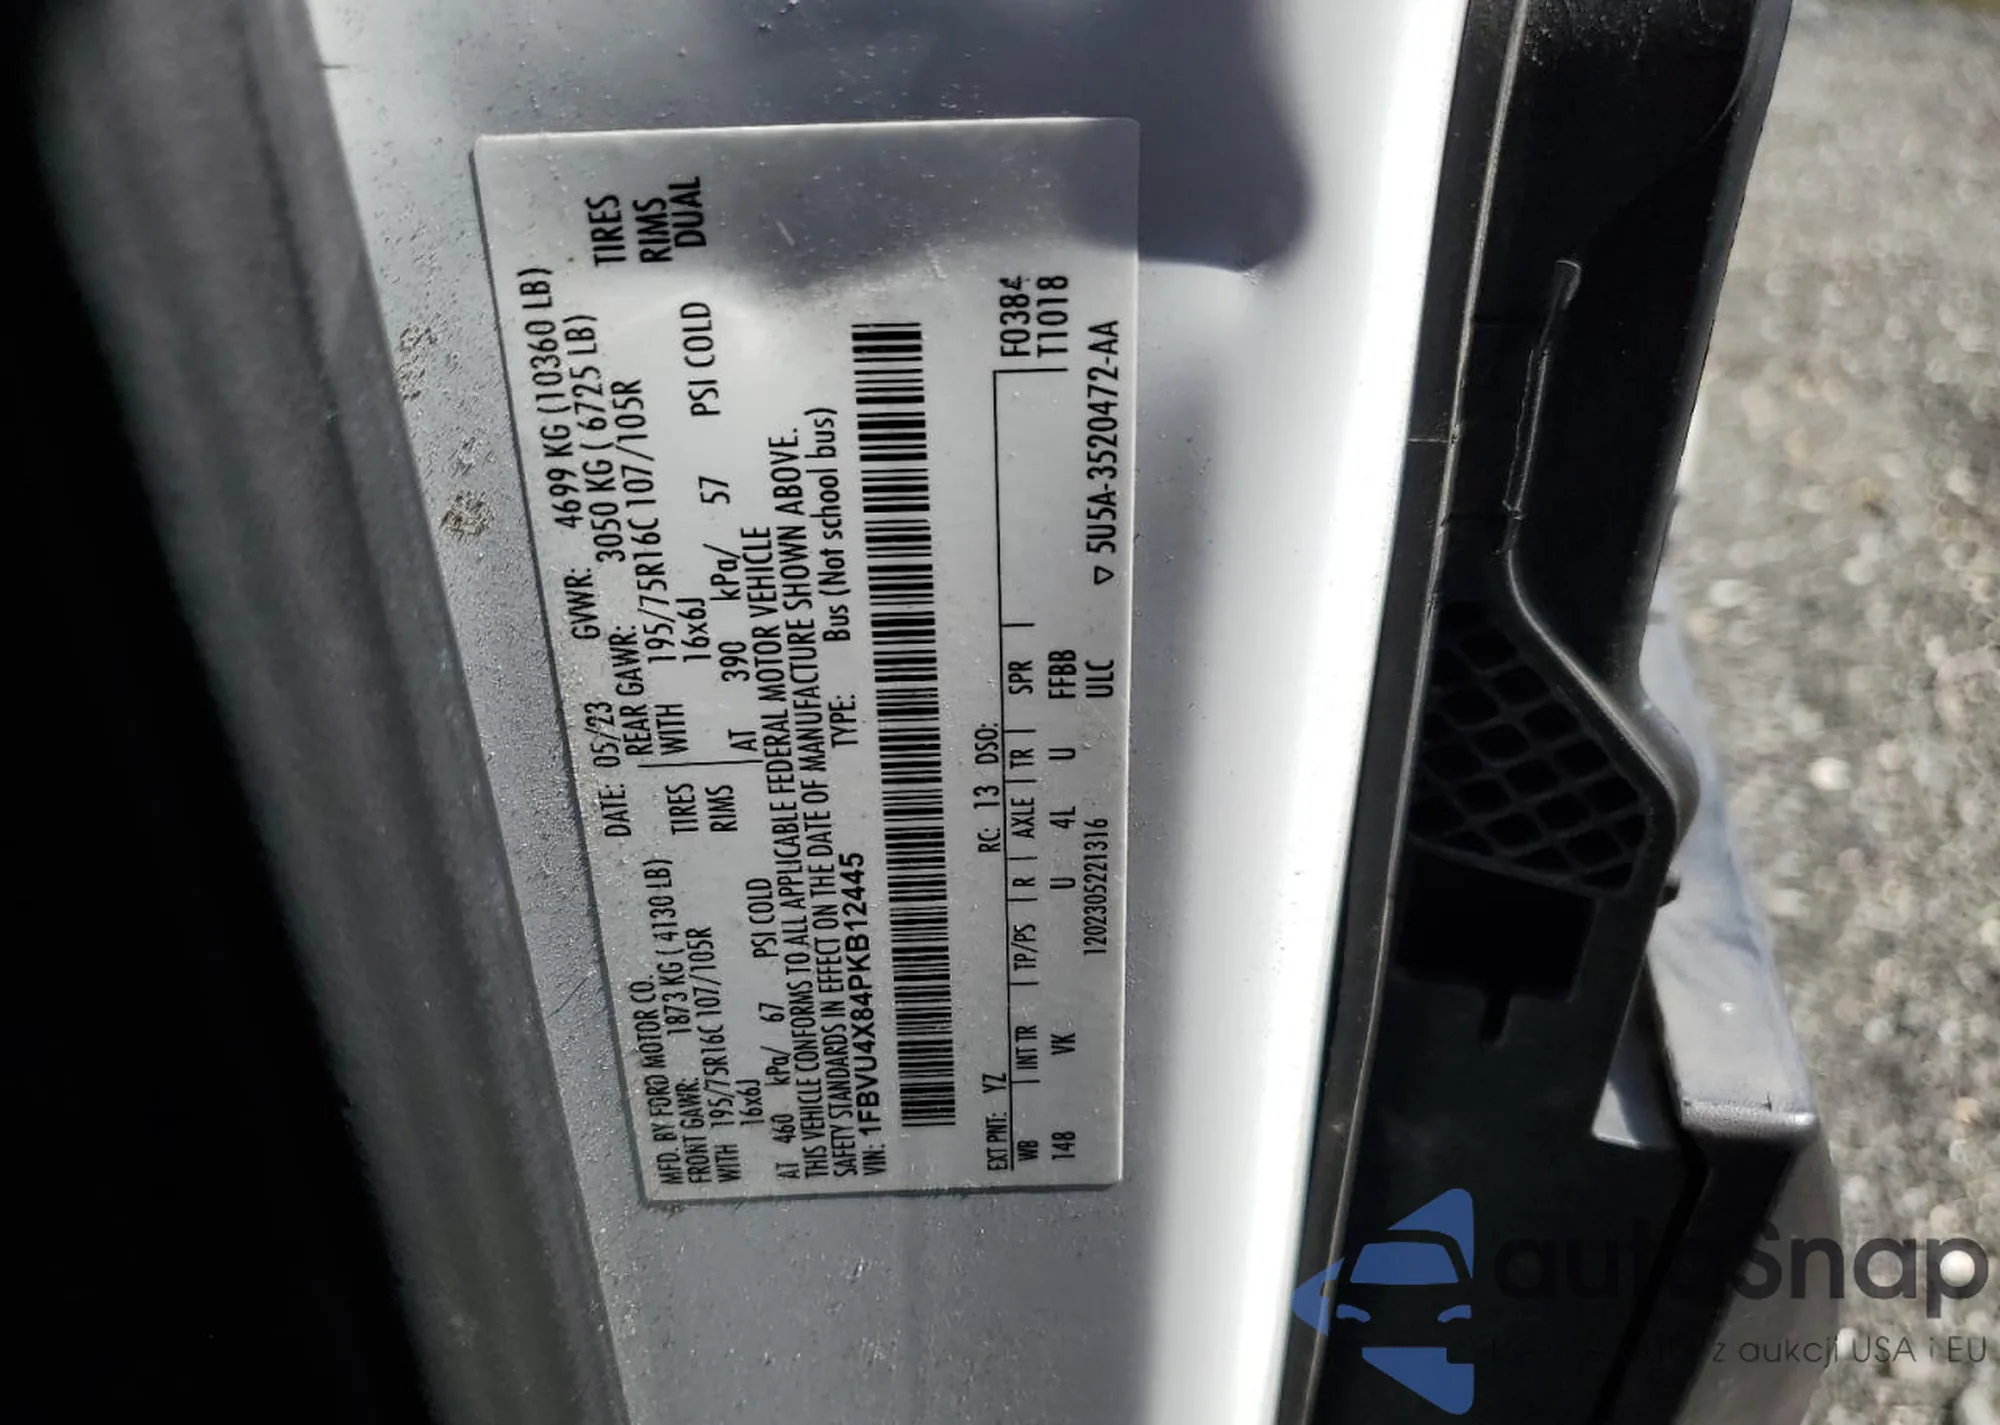 MFD. BY FORD MOTOR CO. DATE: 05/23 GVWR: 4699 KG (10360 LB)
FRONT GAWR: 1873 KG ( 4130 LB) REAR GAWR: 3050 KG ( 6725 LB)
WITH 195/75R16C 107/105R TIRES WITH 195/75R16C 107/105R TIRES
16x6J RIMS 16x6J RIMS
AT 460 kPa/ 67 PSI COLD AT 390 kPa/ 57 PSI COLD DUAL
THIS VEHICLE CONFORMS TO ALL APPLICABLE FEDERAL MOTOR VEHICLE
SAFETY STANDARDS IN EFFECT ON THE DATE OF MANUFACTURE SHOWN ABOVE.
VIN: 1FBVU4X84PKB12445 TYPE: Bus (Not school bus)
EXT PNT: YZ RC: 13 DSO:
WB INT TR TP/PS R AXLE TR SPR F0384
148 VK U 4L U FFBB T1018
1202305221316 ULC ▽ 5U5A-3520472-AA
autoSnap
z aukcji USA i EU